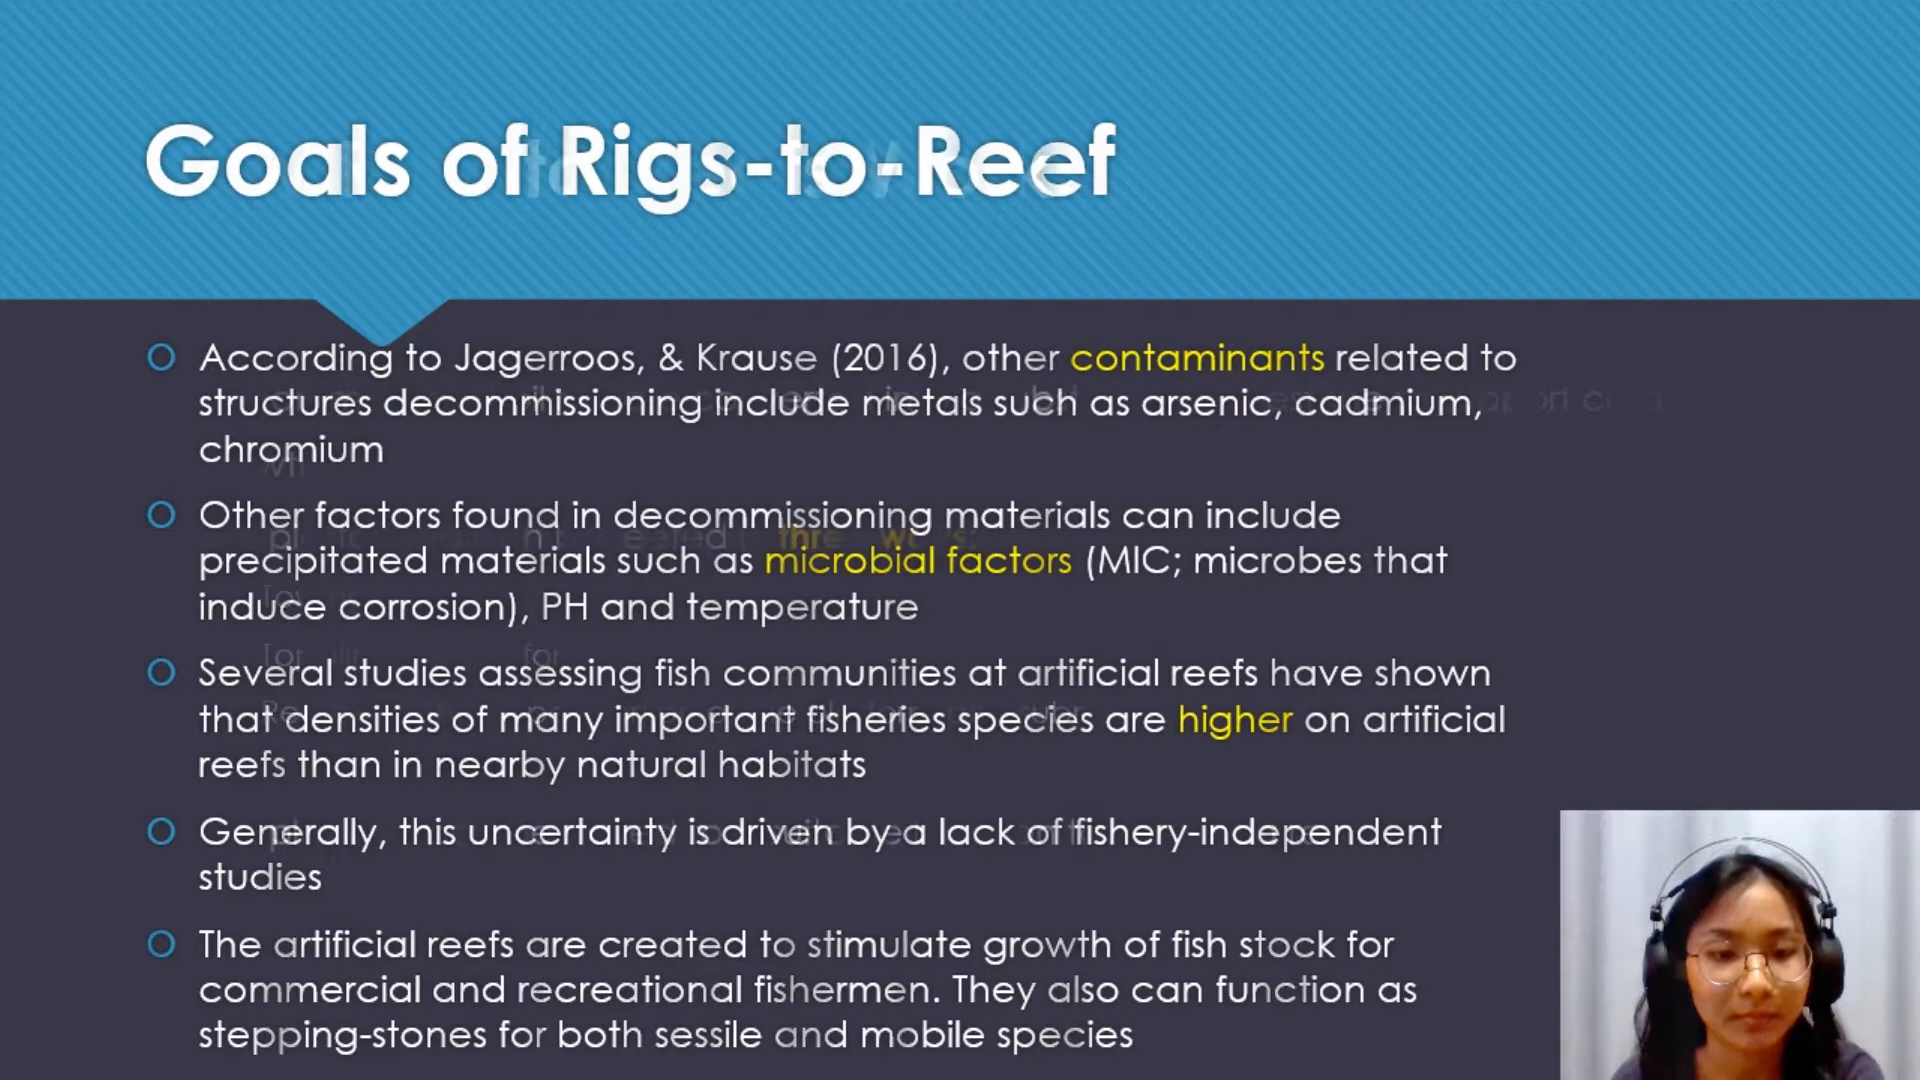 Goals of Rigs-to-Reef
According to Jagerroos, & Krause (2016), other contaminants related to
structures decommissioning include metals such as arsenic, cadmium,
chromium
Other factors found in decommissioning materials can include
precipitated materials such as microbial factors (MIC; microbes that
induce corrosion), PH and temperature
Several studies assessing fish communities at artificial reefs have shown
that densities of many important fisheries species are higher on artificial
reefs than in nearby natural habitats
Generally, this uncertainty is driven by a lack of fishery-independent
studies
The artificial reefs are created to stimulate growth of fish stock for
commercial and recreational fishermen. They also can function as
stepping-stones for both sessile and mobile species